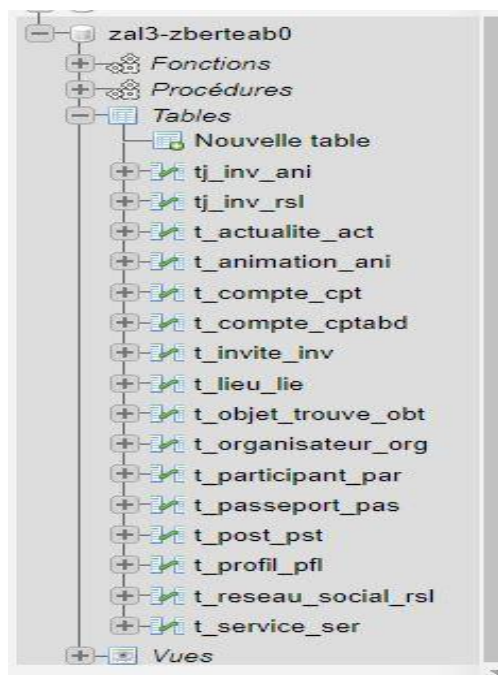 zal3-zberteab0
Fonctions
Procédures
Tables
Nouvelle table
tj_inv_ani
tj_inv_rsl
t_actualite_act
t_animation_ani
t_compte_cpt
t_compte_cptabd
t_invite_inv
t_lieu_lie
t_objet_trouve_obt
t_organisateur_org
t_participant_par
t_passeport_pas
t_post_pst
t_profil_pfl
t_reseau_social_rsl
t_service_ser
Vues